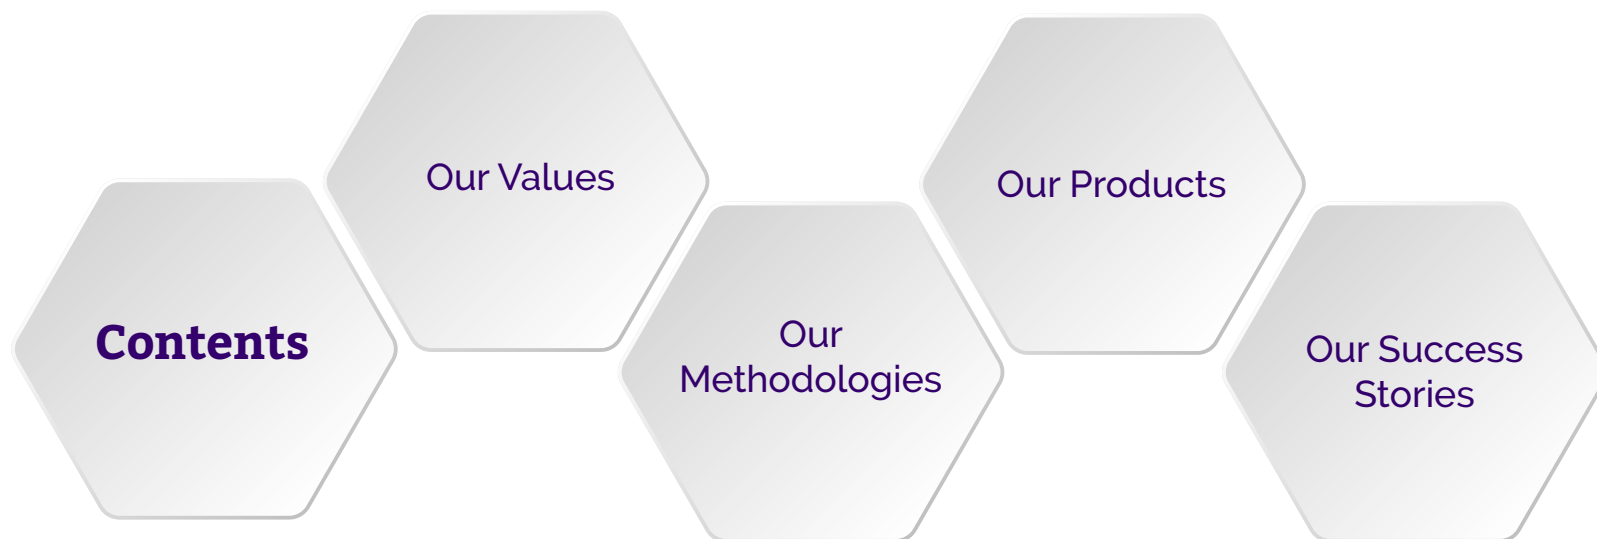 Contents
Our Values
Our
Methodologies
Our Products
Our Success
Stories